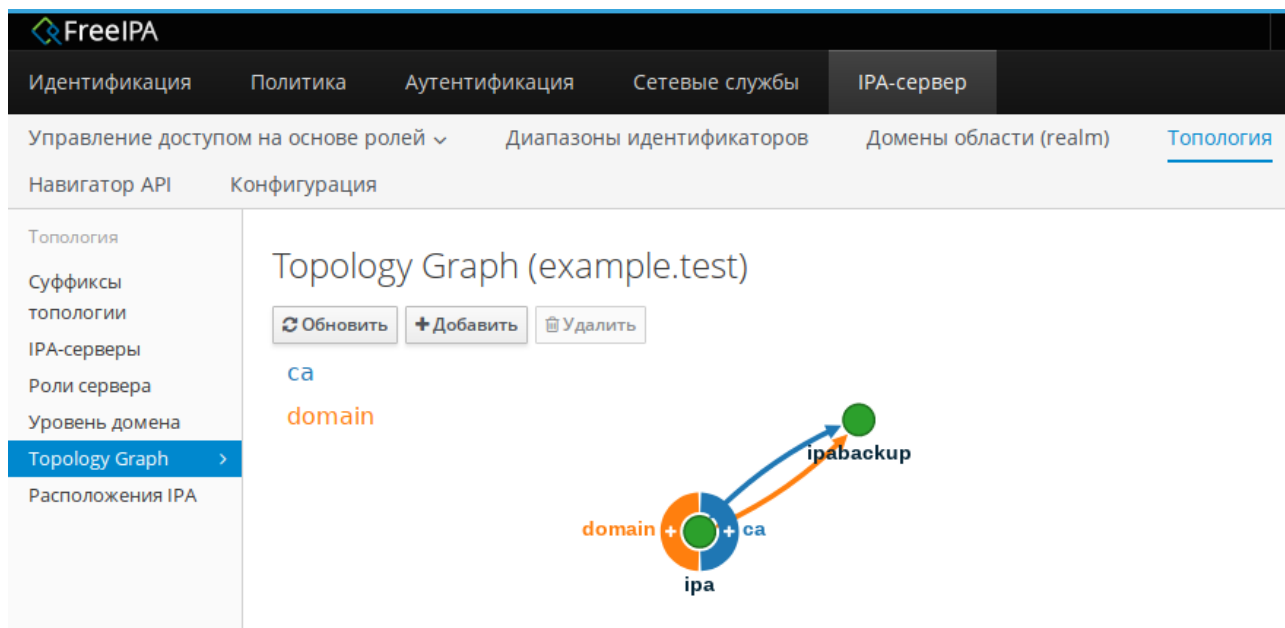 FreeIPA
Идентификация Политика Аутентификация Сетевые службы IPA-сервер
Управление доступом на основе ролей Диапазоны идентификаторов Домены области (realm) Топология
Навигатор API Конфигурация
Топология
Суффиксы
топологии
IPA-серверы
Роли сервера
Уровень домена
Topology Graph
Расположения IPA
Topology Graph (example.test)
Обновить +Добавить Удалить
ca
domain
ipabackup
domain + + ca
ipa